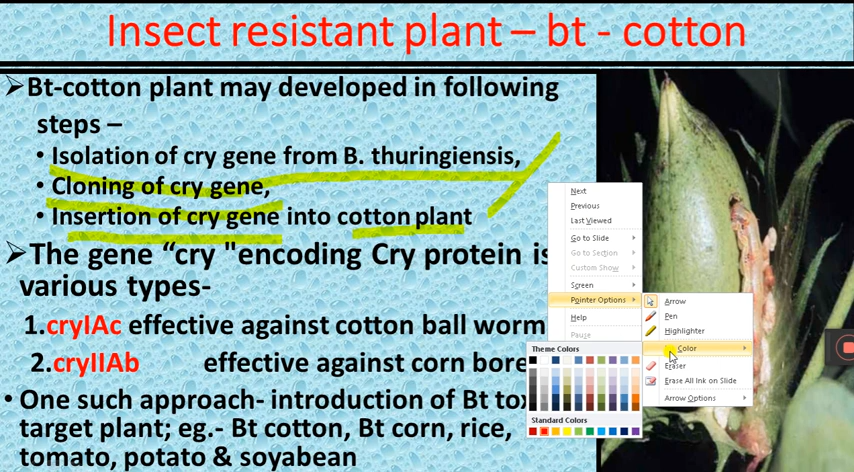 Insect resistant plant – bt - cotton
➢Bt-cotton plant may developed in following
steps –
• Isolation of cry gene from B. thuringiensis,
• Cloning of cry gene,
• Insertion of cry gene into cotton plant
➢The gene “cry "encoding Cry protein is
various types-
1.cryIAc effective against cotton ball worm
2.cryIIAb effective against corn bore
• One such approach- introduction of Bt tox
target plant; eg.- Bt cotton, Bt corn, rice,
tomato, potato & soyabean
Next
Previous
Last Viewed
Go to Slide
Go to Section
Custom Show
Screen
Pointer Options
Help
Pause
Arrow
Pen
Highlighter
Color
Eraser
Erase All Ink on Slide
Arrow Options
Theme Colors
Standard Colors